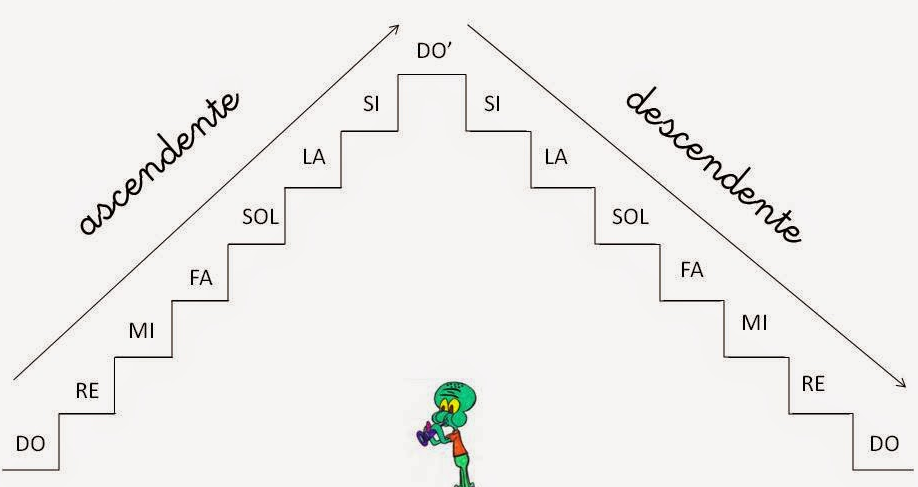 DO
RE
MI
FA
SOL
LA
SI
DO’
SI
LA
SOL
FA
MI
RE
DO
ascendente
descendente